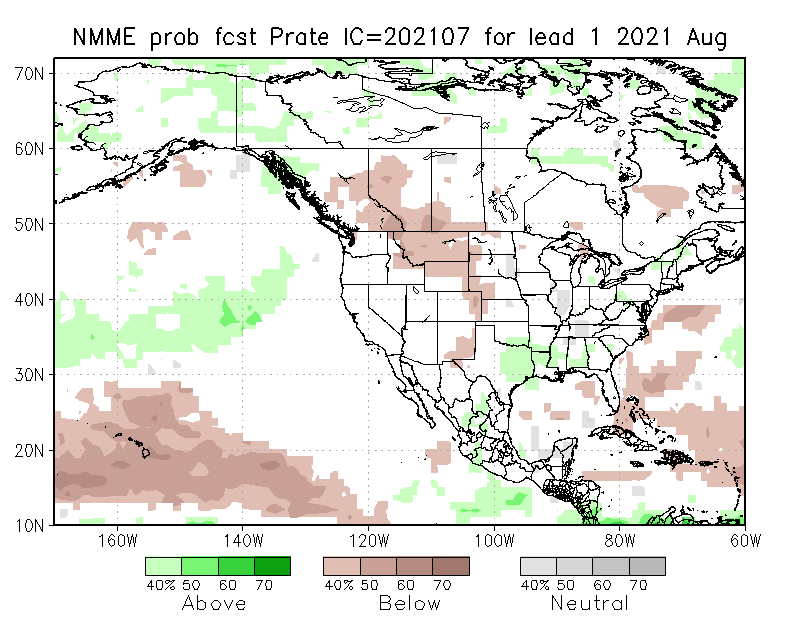 NMME prob fcst Prate IC=202107 for lead 1 2021 Aug
70N
60N
50N
40N
30N
20N
10N
160W 140W 120W 100W 80W 60W
40% 50 60 70 40% 50 60 70 40% 50 60 70
Above Below Neutral